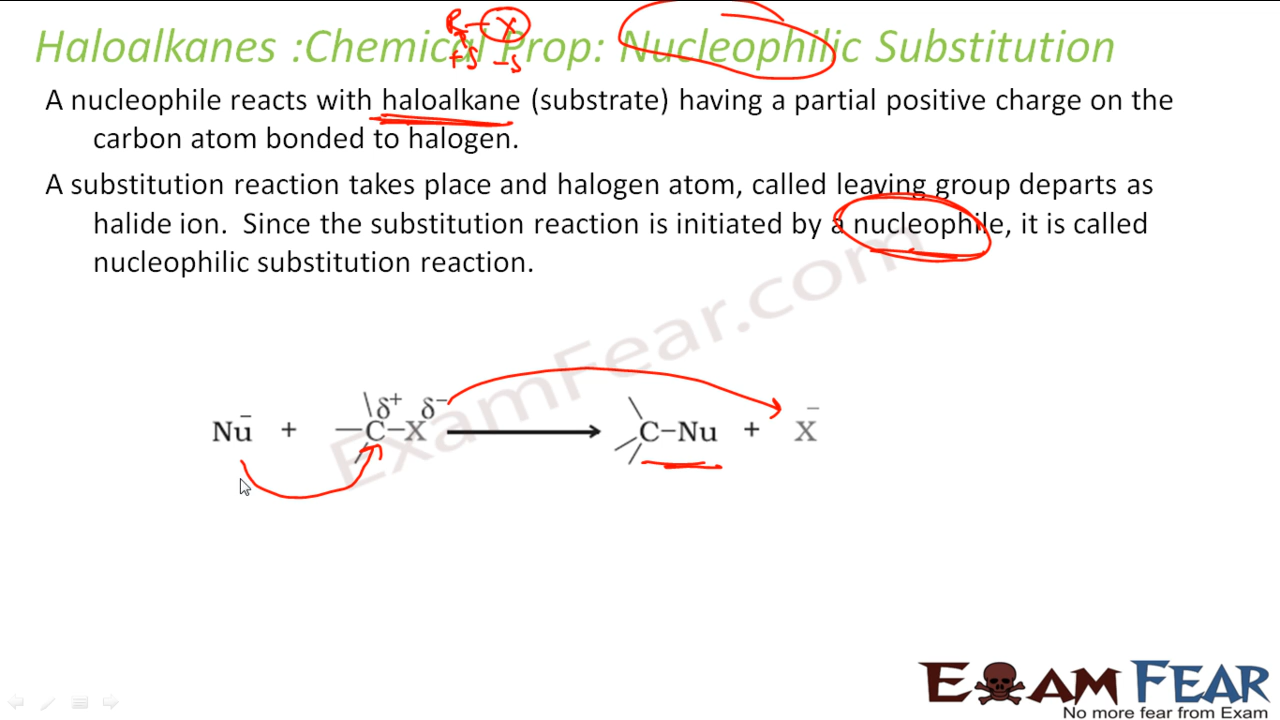 R-X
+δ -δ
Haloalkanes :Chemical Prop: Nucleophilic Substitution
A nucleophile reacts with haloalkane (substrate) having a partial positive charge on the
carbon atom bonded to halogen.
A substitution reaction takes place and halogen atom, called leaving group departs as
halide ion. Since the substitution reaction is initiated by a nucleophile, it is called
nucleophilic substitution reaction.
ExamFear.com
δ⁺ δ⁻
Nū + –C–X → C–Nu + X̄
EXAM FEAR
No more fear from Exam